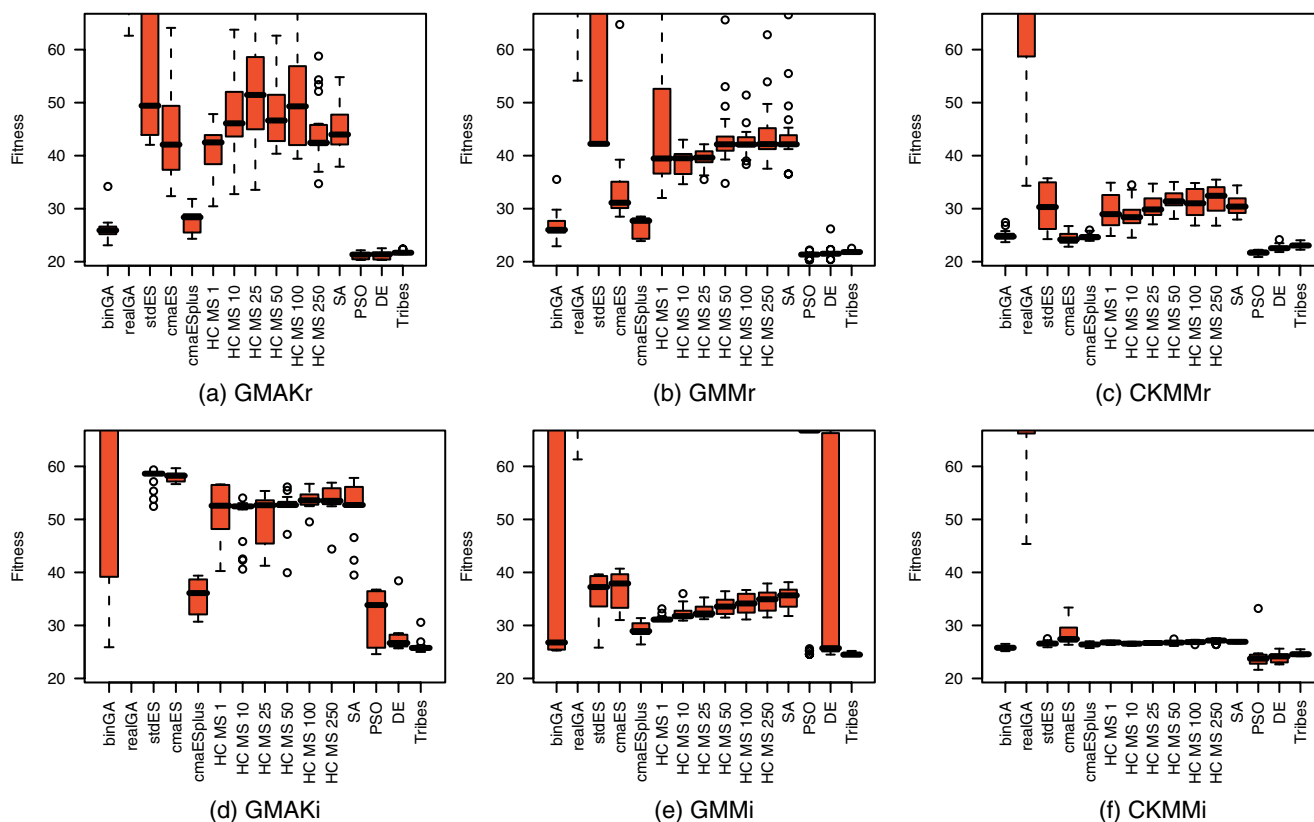 60
50
40
30
20
Fitness
binGA
realGA
stdES
cmaES
cmaESplus
HC MS 1
HC MS 10
HC MS 25
HC MS 50
HC MS 100
HC MS 250
SA
PSO
DE
Tribes
(a) GMAKr
60
50
40
30
20
Fitness
binGA
realGA
stdES
cmaES
cmaESplus
HC MS 1
HC MS 10
HC MS 25
HC MS 50
HC MS 100
HC MS 250
SA
PSO
DE
Tribes
(b) GMMr
60
50
40
30
20
Fitness
binGA
realGA
stdES
cmaES
cmaESplus
HC MS 1
HC MS 10
HC MS 25
HC MS 50
HC MS 100
HC MS 250
SA
PSO
DE
Tribes
(c) CKMMr
60
50
40
30
20
Fitness
binGA
realGA
stdES
cmaES
cmaESplus
HC MS 1
HC MS 10
HC MS 25
HC MS 50
HC MS 100
HC MS 250
SA
PSO
DE
Tribes
(d) GMAKi
60
50
40
30
20
Fitness
binGA
realGA
stdES
cmaES
cmaESplus
HC MS 1
HC MS 10
HC MS 25
HC MS 50
HC MS 100
HC MS 250
SA
PSO
DE
Tribes
(e) GMMi
60
50
40
30
20
Fitness
binGA
realGA
stdES
cmaES
cmaESplus
HC MS 1
HC MS 10
HC MS 25
HC MS 50
HC MS 100
HC MS 250
SA
PSO
DE
Tribes
(f) CKMMi